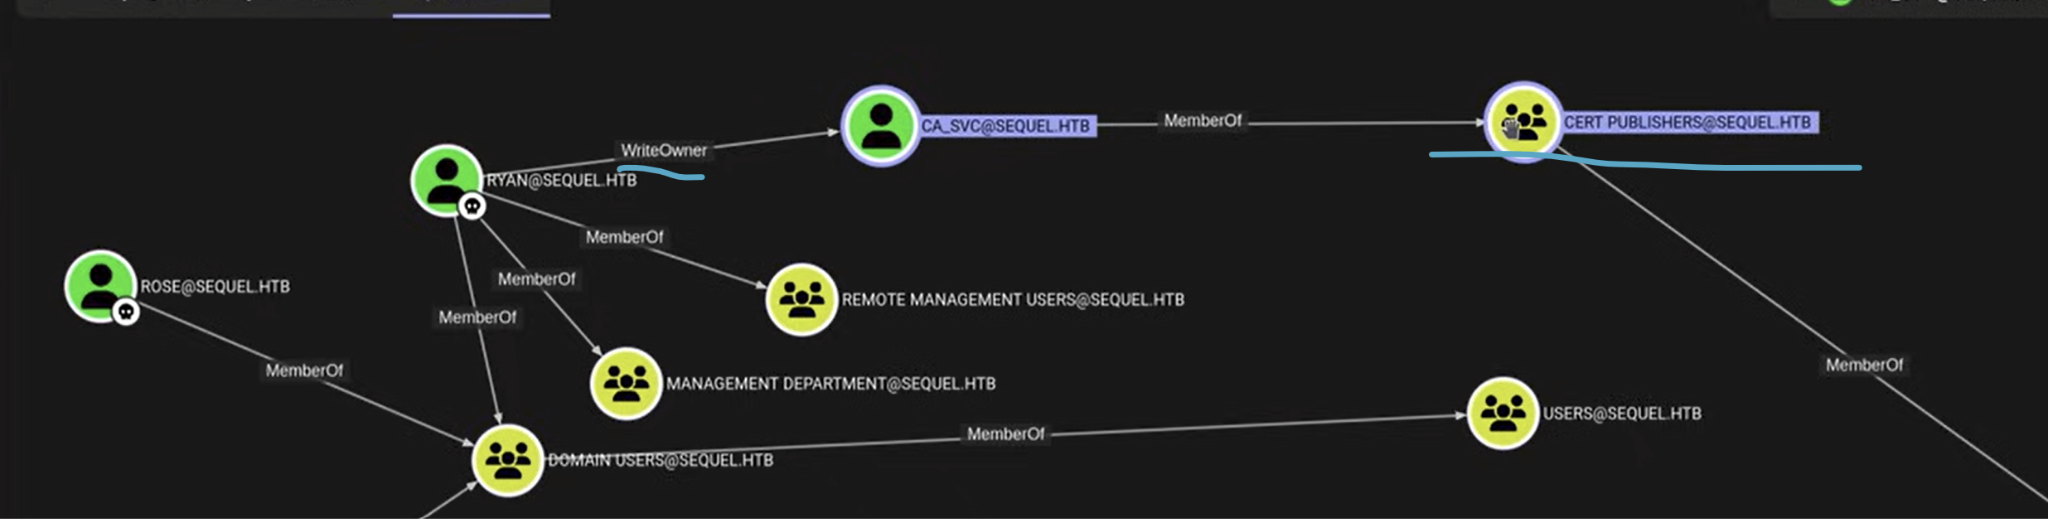 CA_SVC@SEQUEL.HTB
MemberOf
CERT PUBLISHERS@SEQUEL.HTB
WriteOwner
RYAN@SEQUEL.HTB
MemberOf
MemberOf
ROSE@SEQUEL.HTB
REMOTE MANAGEMENT USERS@SEQUEL.HTB
MemberOf
MemberOf
MemberOf
MANAGEMENT DEPARTMENT@SEQUEL.HTB
USERS@SEQUEL.HTB
MemberOf
DOMAIN USERS@SEQUEL.HTB